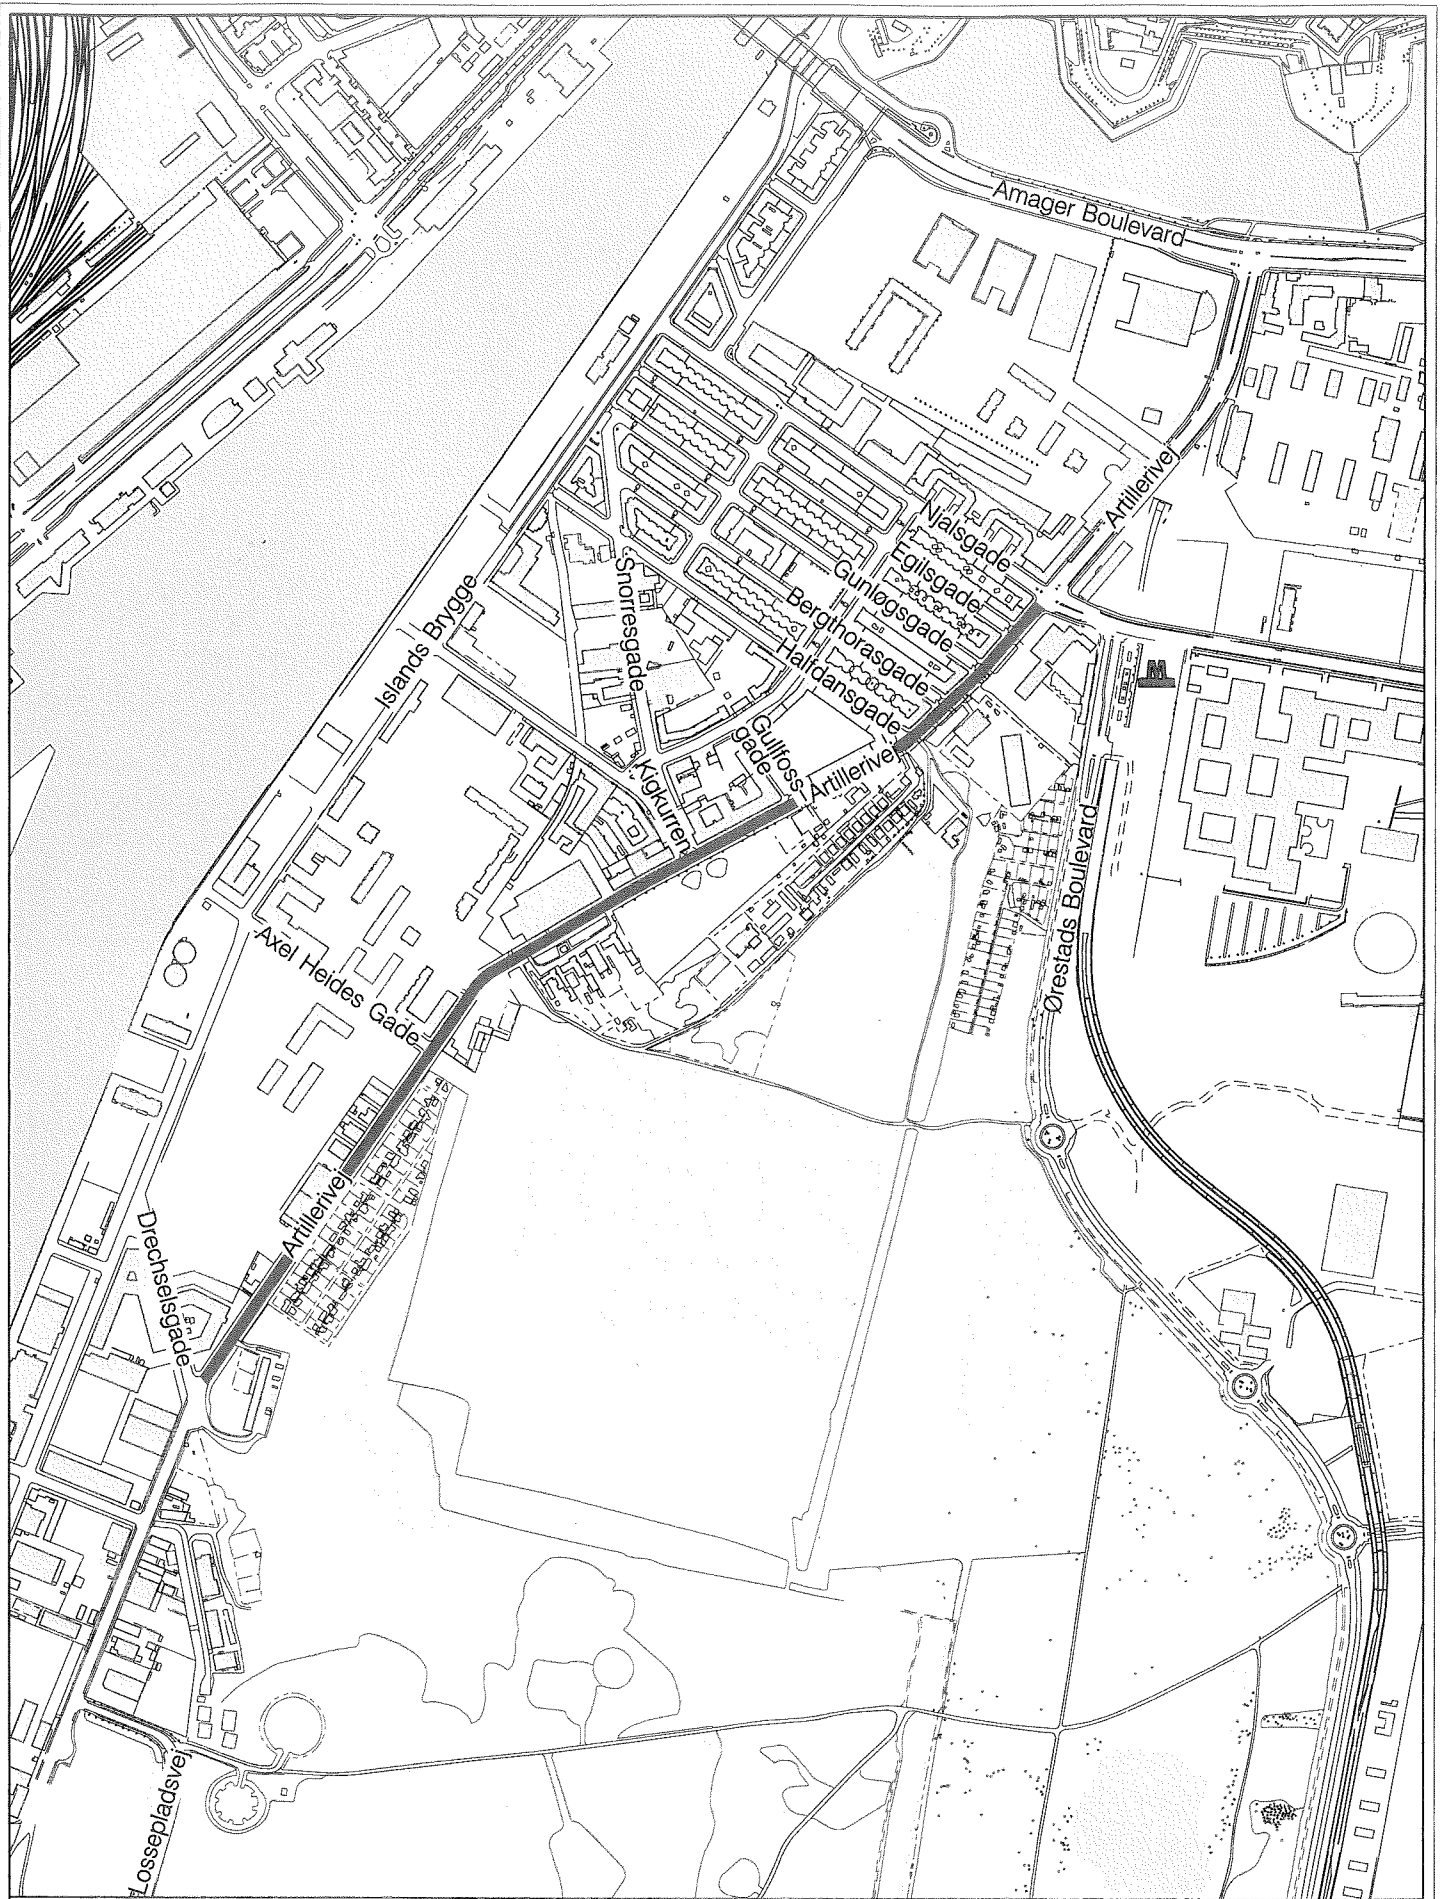 Amager Boulevard
Artillerivej
Njalsgade
Egilsgade
Gunløgsgade
Bergthorasgade
Halfdansgade
Snorresgade
Islands Brygge
M
Gullfoss-
gade
Artillerivej
Kigkurren
Ørestads Boulevard
Axel Heides Gade
Artillerivej
Drechselsgade
Lossepladsvej